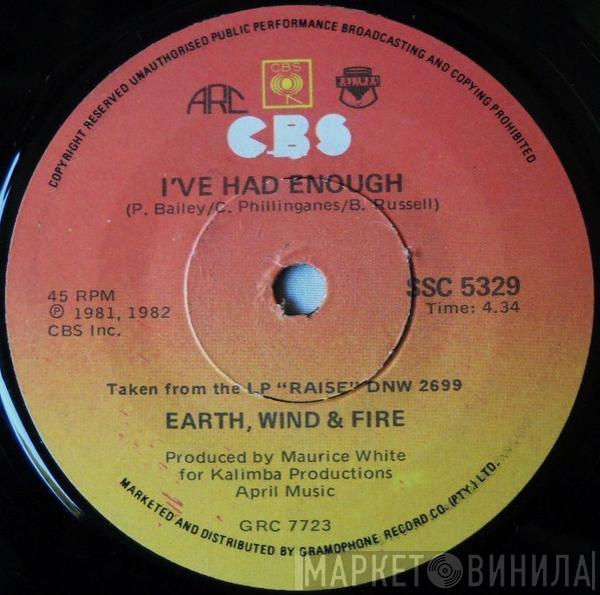 COPYRIGHT RESERVED UNAUTHORISED PUBLIC PERFORMANCE BROADCASTING AND COPYING PROHIBITED
CBS
ARC
CBS
I'VE HAD ENOUGH
(P. Bailey/C. Phillinganes/B. Russell)
45 RPM
℗ 1981, 1982
CBS Inc.
SSC 5329
Time: 4.34
Taken from the LP "RAISE" DNW 2699
EARTH, WIND & FIRE
Produced by Maurice White
for Kalimba Productions
April Music
GRC 7723
MARKETED AND DISTRIBUTED BY GRAMOPHONE RECORD CO. (PTY.) LTD.
МАРКЕТ ВИНИЛА